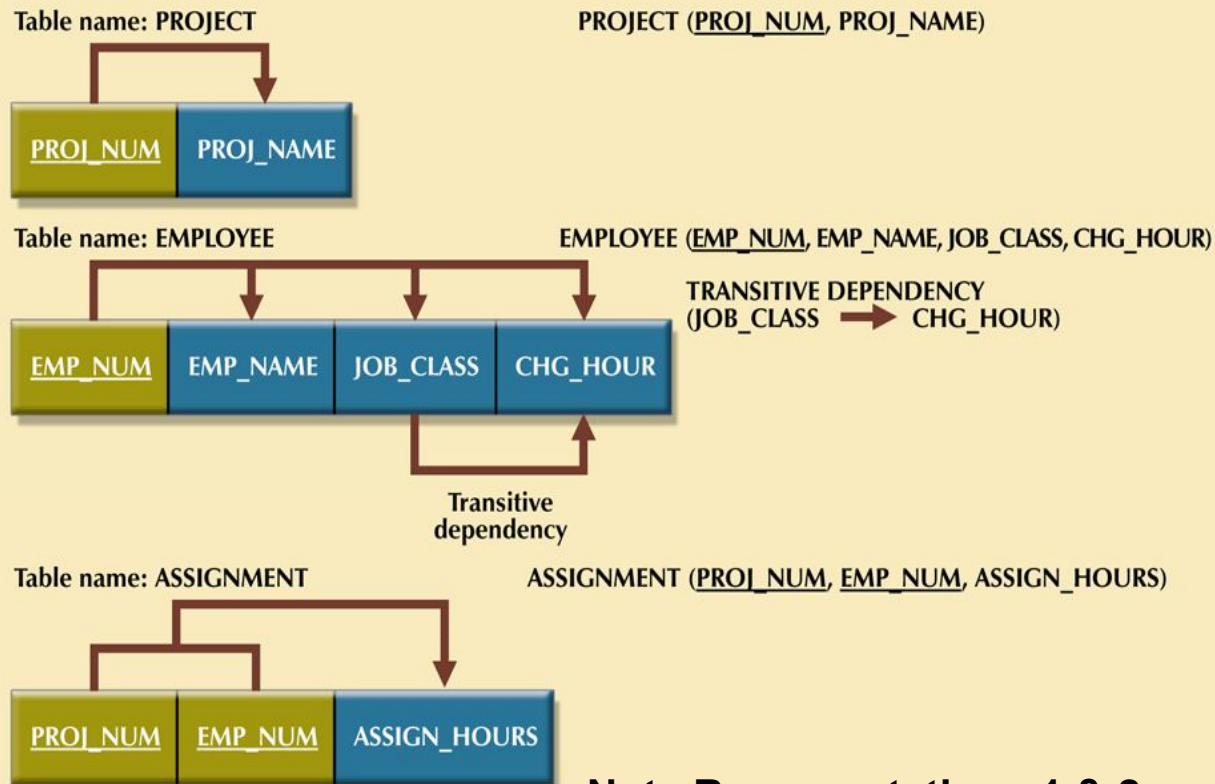 Table name: PROJECT
PROJECT (PROJ_NUM, PROJ_NAME)
PROJ_NUM PROJ_NAME
Table name: EMPLOYEE
EMPLOYEE (EMP_NUM, EMP_NAME, JOB_CLASS, CHG_HOUR)
TRANSITIVE DEPENDENCY
(JOB_CLASS CHG_HOUR)
EMP_NUM EMP_NAME JOB_CLASS CHG_HOUR
Transitive
dependency
Table name: ASSIGNMENT
ASSIGNMENT (PROJ_NUM, EMP_NUM, ASSIGN_HOURS)
PROJ_NUM EMP_NUM ASSIGN_HOURS